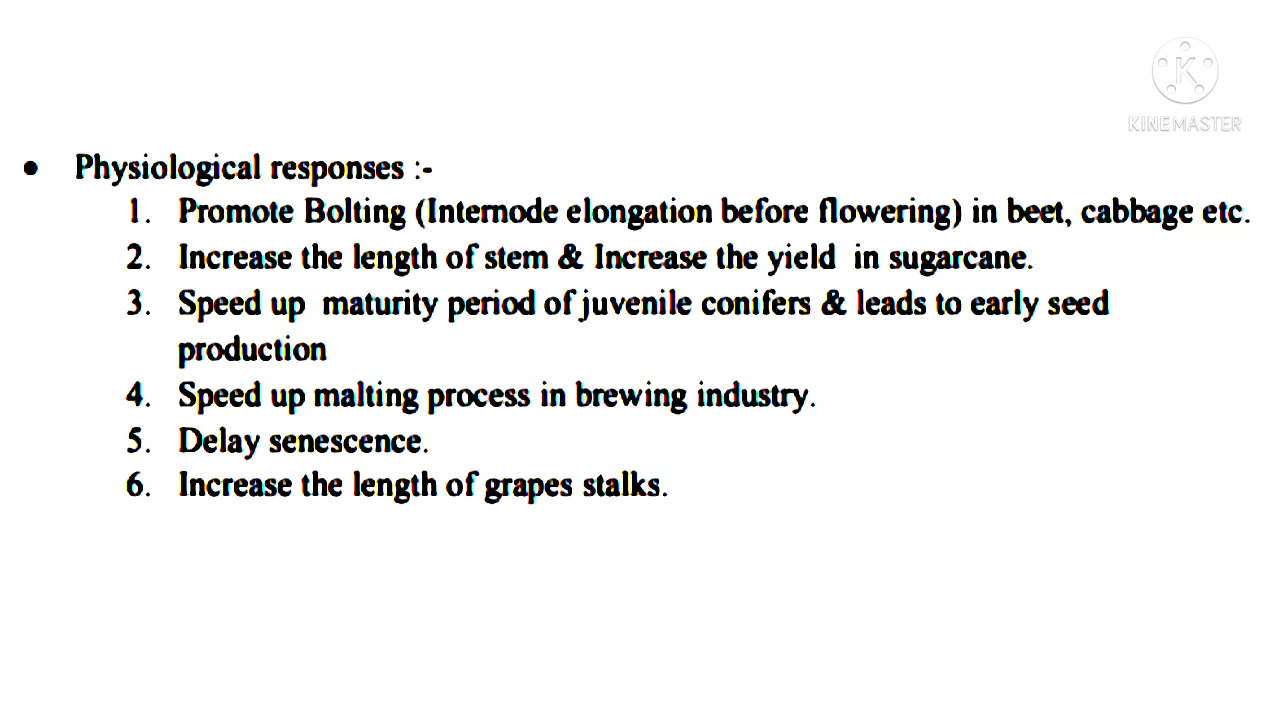 KINEMASTER
• Physiological responses :-
1. Promote Bolting (Internode elongation before flowering) in beet, cabbage etc.
2. Increase the length of stem & Increase the yield in sugarcane.
3. Speed up maturity period of juvenile conifers & leads to early seed
production
4. Speed up malting process in brewing industry.
5. Delay senescence.
6. Increase the length of grapes stalks.